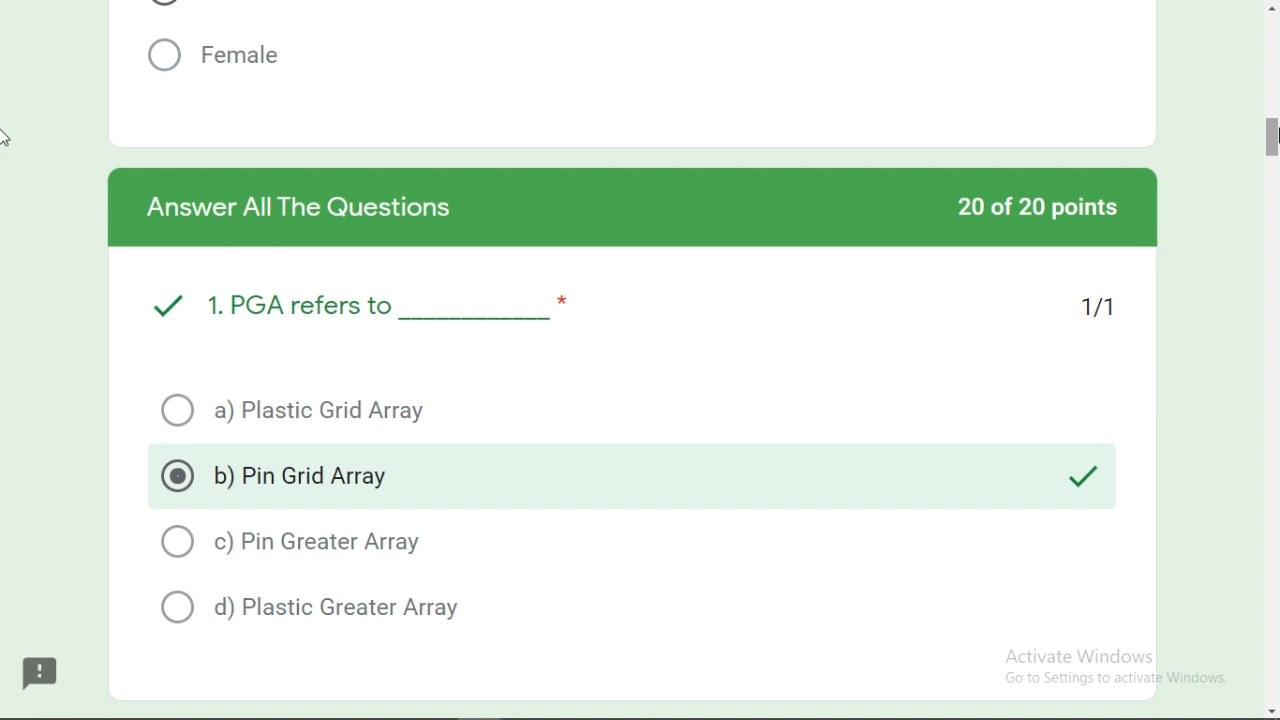 Female
Answer All The Questions 20 of 20 points
1. PGA refers to ____________ * 1/1
a) Plastic Grid Array
b) Pin Grid Array
c) Pin Greater Array
d) Plastic Greater Array
Activate Windows
Go to Settings to activate Windows.